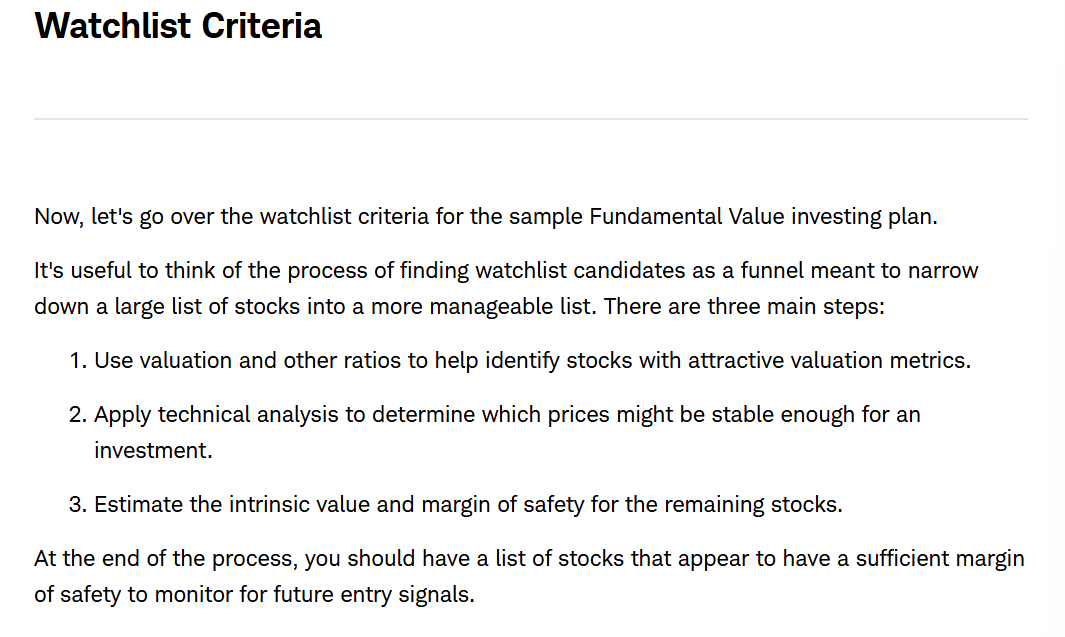 Watchlist Criteria
Now, let's go over the watchlist criteria for the sample Fundamental Value investing plan.
It's useful to think of the process of finding watchlist candidates as a funnel meant to narrow
down a large list of stocks into a more manageable list. There are three main steps:
1. Use valuation and other ratios to help identify stocks with attractive valuation metrics.
2. Apply technical analysis to determine which prices might be stable enough for an
investment.
3. Estimate the intrinsic value and margin of safety for the remaining stocks.
At the end of the process, you should have a list of stocks that appear to have a sufficient margin
of safety to monitor for future entry signals.